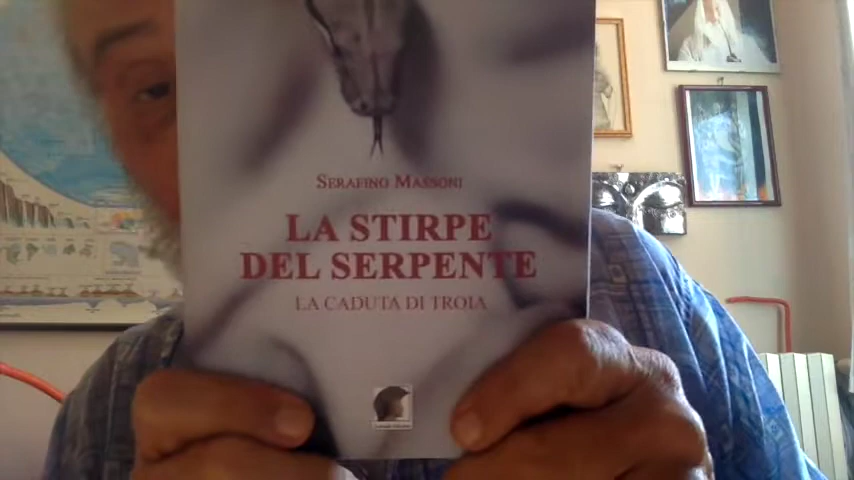 SERAFINO MASSONI
LA STIRPE
DEL SERPENTE
LA CADUTA DI TROIA